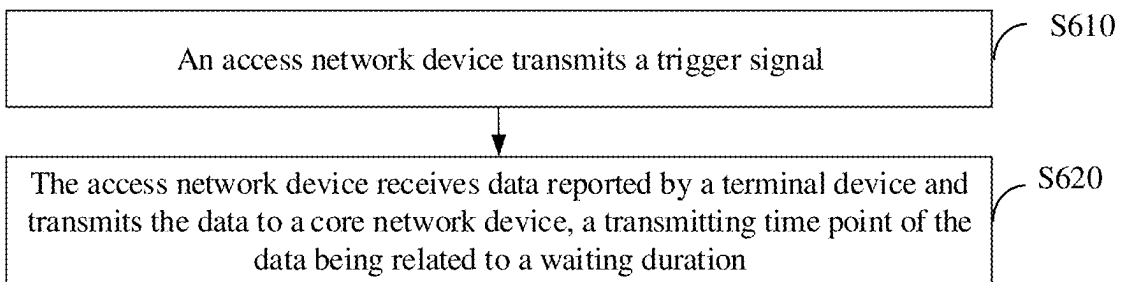 An access network device transmits a trigger signal
S610
The access network device receives data reported by a terminal device and
transmits the data to a core network device, a transmitting time point of the
data being related to a waiting duration
S620